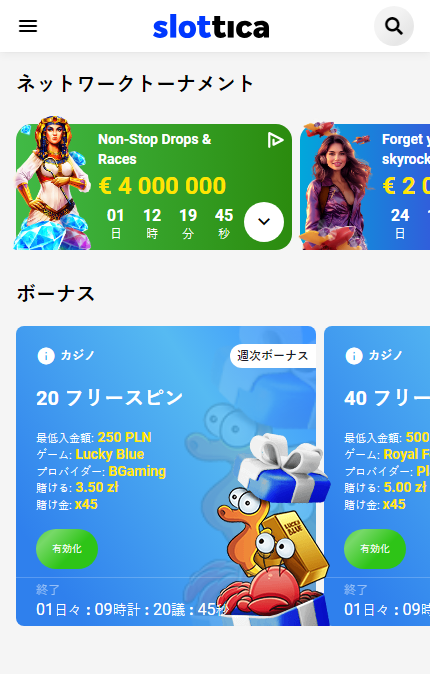 slottica
ネットワークトーナメント
Non-Stop Drops &
Races
€ 4 000 000
01 12 19 45
日 時 分 秒
Forget y
skyrock
€ 2 0
24
日
ボーナス
カジノ
週次ボーナス
20 フリースピン
最低入金額: 250 PLN
ゲーム: Lucky Blue
プロバイダー: BGaming
賭ける: 3.50 zł
賭け金: x45
有効化
LUCKY
BLUE
終了
01日々 : 09時計 : 20議 : 45秒
カジノ
40 フリー
最低入金額: 500
ゲーム: Royal F
プロバイダー: Pl
賭ける: 5.00 zł
賭け金: x45
有効化
終了
01日々 : 09時